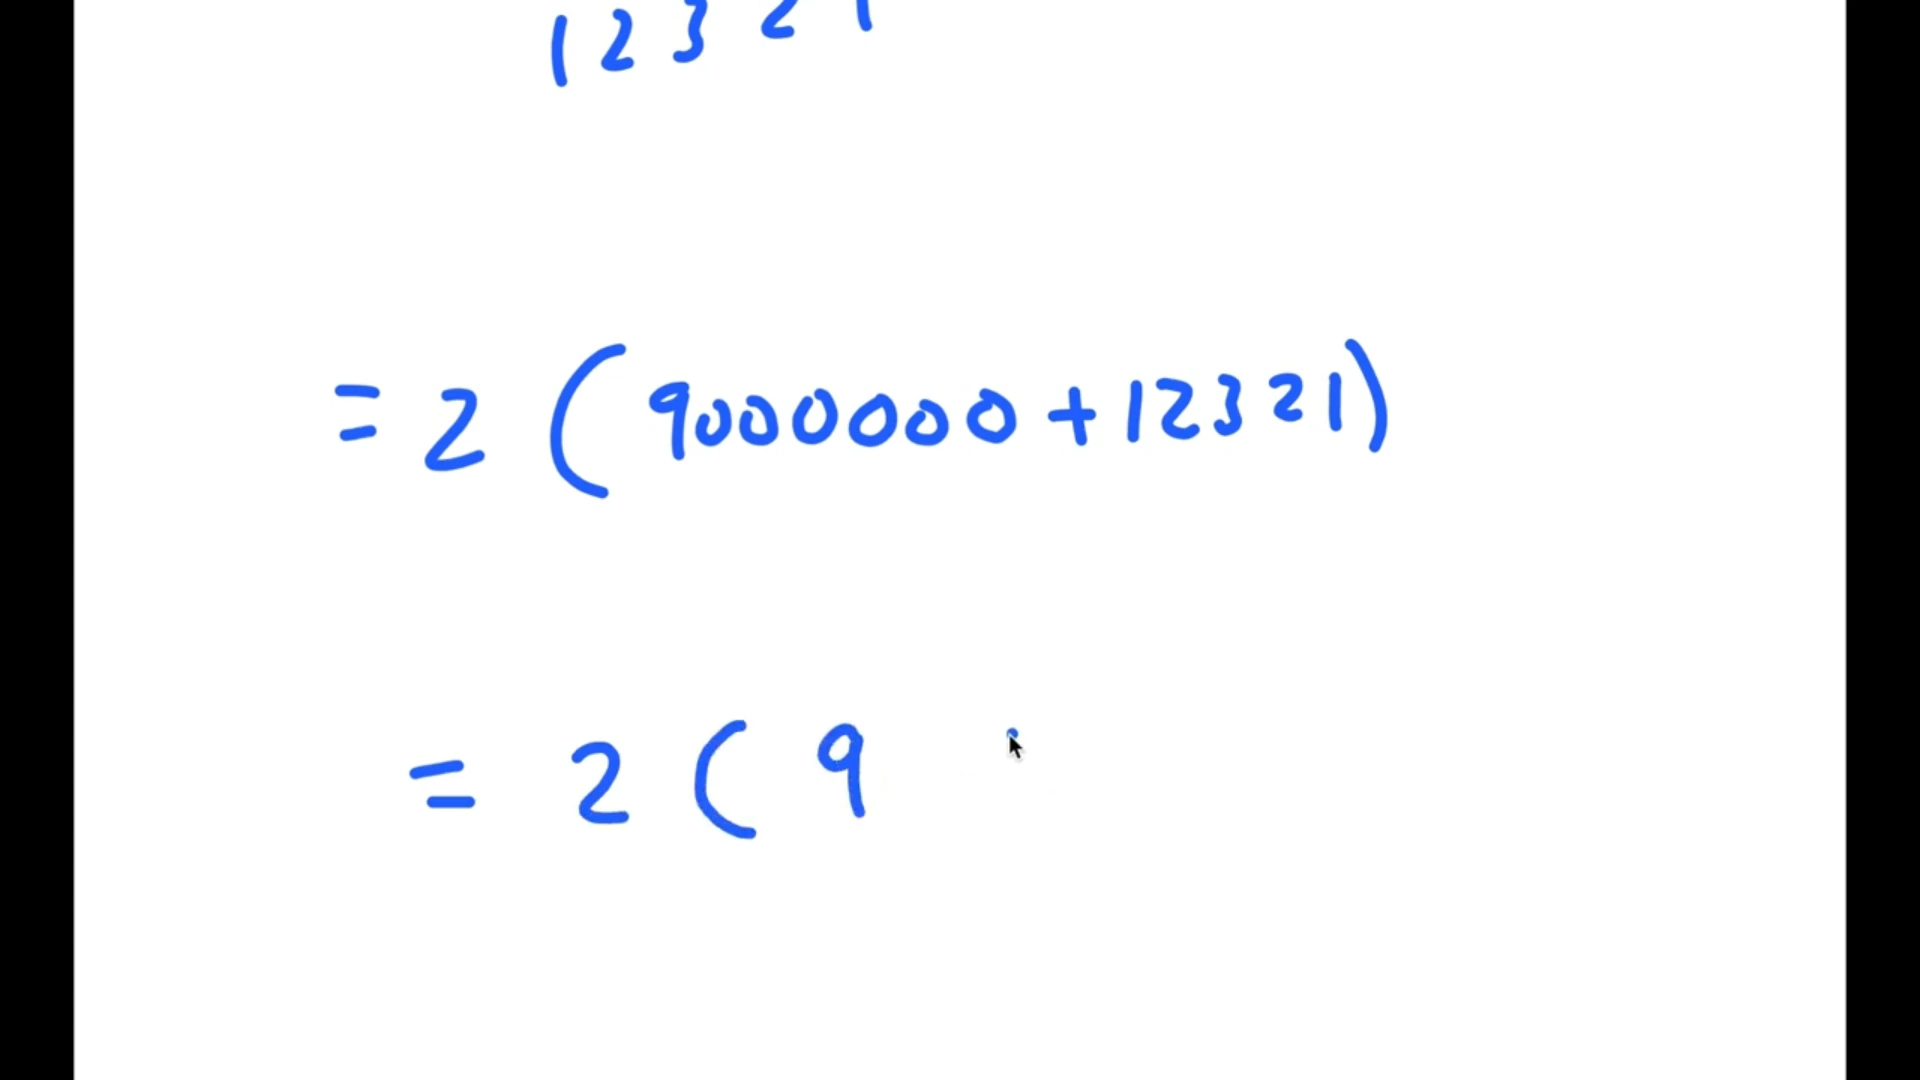 12321
= 2 (9000000 + 12321)
= 2 ( 9